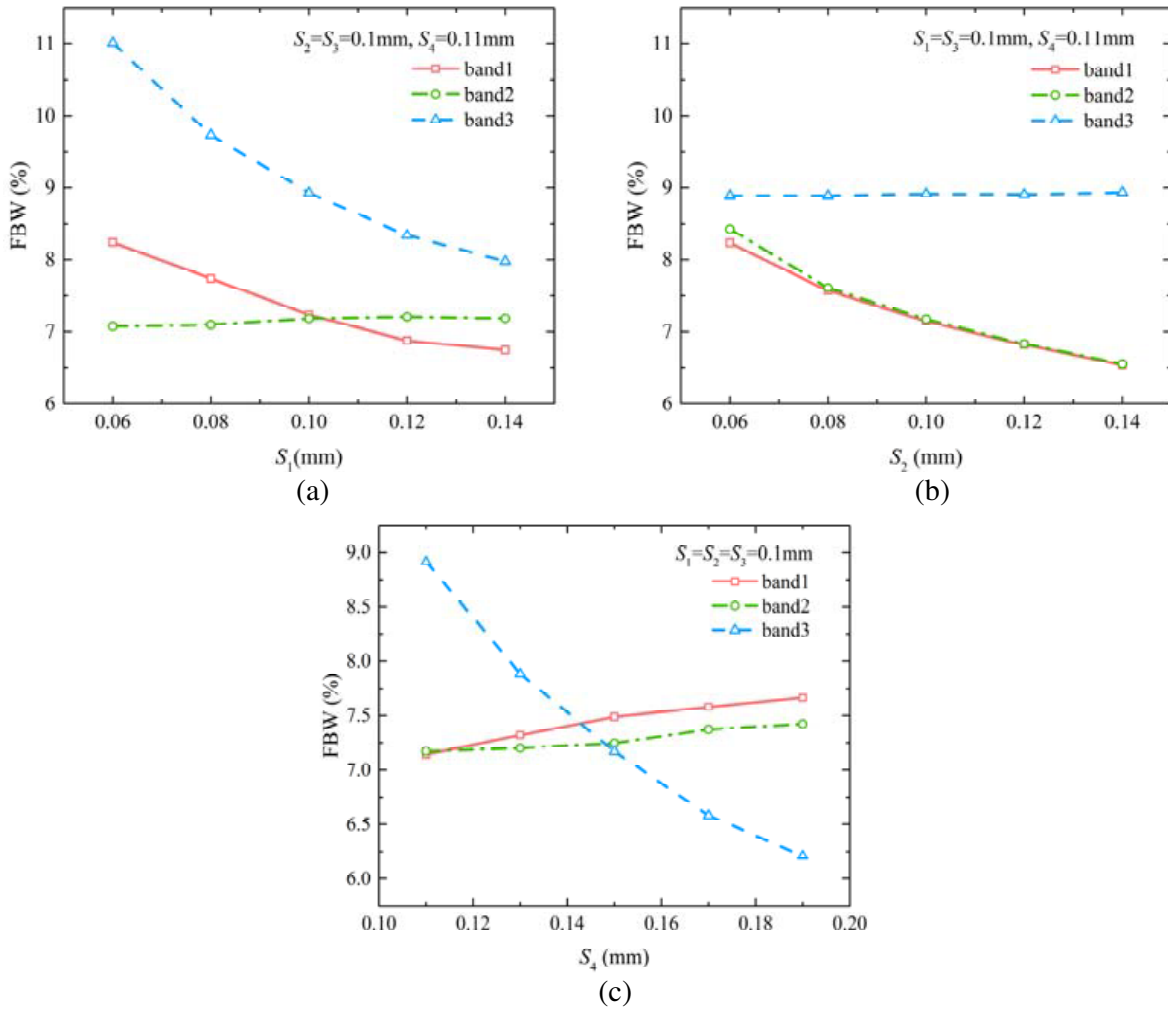 S₂=S₃=0.1mm, S₄=0.11mm
band1
band2
band3
FBW (%)
11
10
9
8
7
6
0.06 0.08 0.10 0.12 0.14
S₁(mm)
(a)
S₁=S₃=0.1mm, S₄=0.11mm
band1
band2
band3
FBW (%)
11
10
9
8
7
6
0.06 0.08 0.10 0.12 0.14
S₂ (mm)
(b)
S₁=S₂=S₃=0.1mm
band1
band2
band3
FBW (%)
9.0
8.5
8.0
7.5
7.0
6.5
6.0
0.10 0.12 0.14 0.16 0.18 0.20
S₄ (mm)
(c)